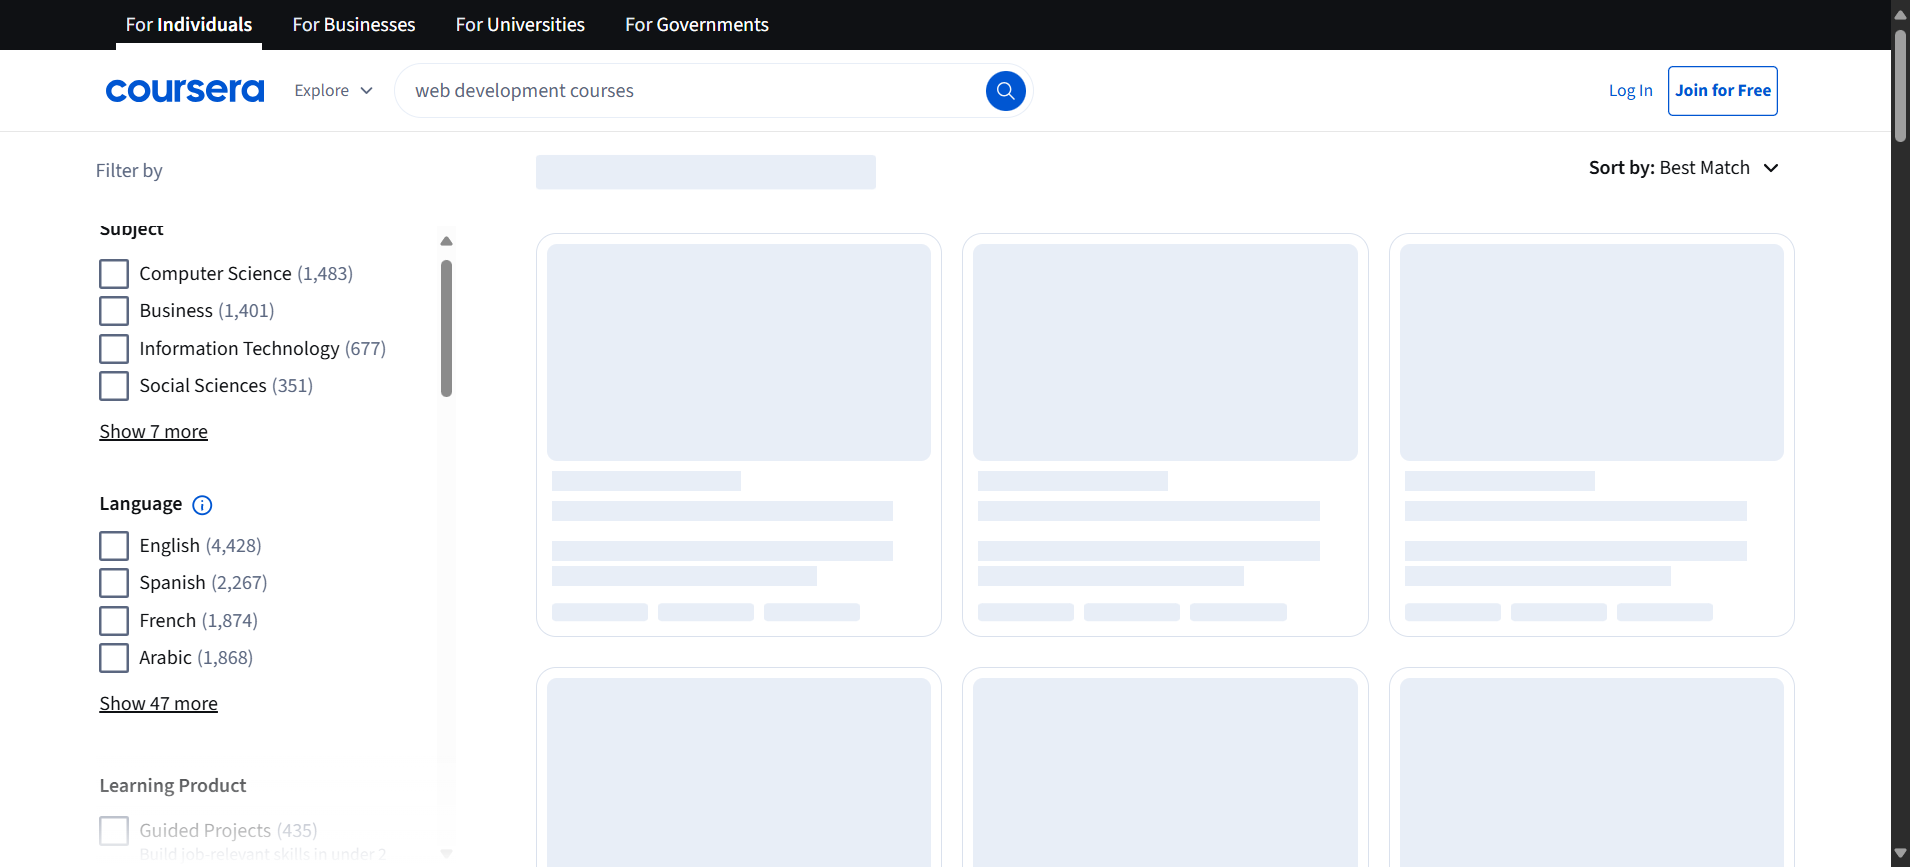 For Individuals For Businesses For Universities For Governments
coursera Explore web development courses Log In Join for Free
Filter by
Sort by: Best Match
Subject
Computer Science (1,483)
Business (1,401)
Information Technology (677)
Social Sciences (351)
Show 7 more
Language
English (4,428)
Spanish (2,267)
French (1,874)
Arabic (1,868)
Show 47 more
Learning Product
Guided Projects (435)
Build job-relevant skills in under 2